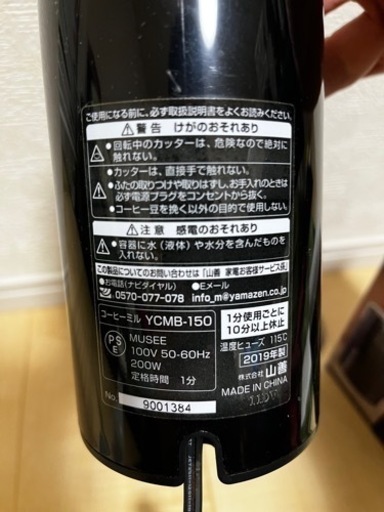 ご使用になる前に、必ず取扱説明書をよくお読みください。
警告 けがのおそれあり
●回転中のカッターは、危険なので絶対に
触れない。
●カッターは、直接手で触れない。
●ふたの取りつけや取りはずし、お手入れのときは
必ず電源プラグをコンセントから抜く。
●コーヒー豆を挽く以外の目的で使用しない。
注意 感電のおそれあり
●容器に水(液体)や水分を含んだものを
入れない。
この製品についてのお問い合わせは「山善 家電お客様サービス係」
●お電話(ナビダイヤル) ●Eメール
0570-077-078 info_m@yamazen.co.jp
コーヒーミル YCMB-150
PSE MUSEE
100V 50-60Hz
200W
定格時間 1分
1分使用ごとに
10分以上休止
温度ヒューズ 115℃
2019年製
株式会社 山善
MADE IN CHINA
No. 9001384